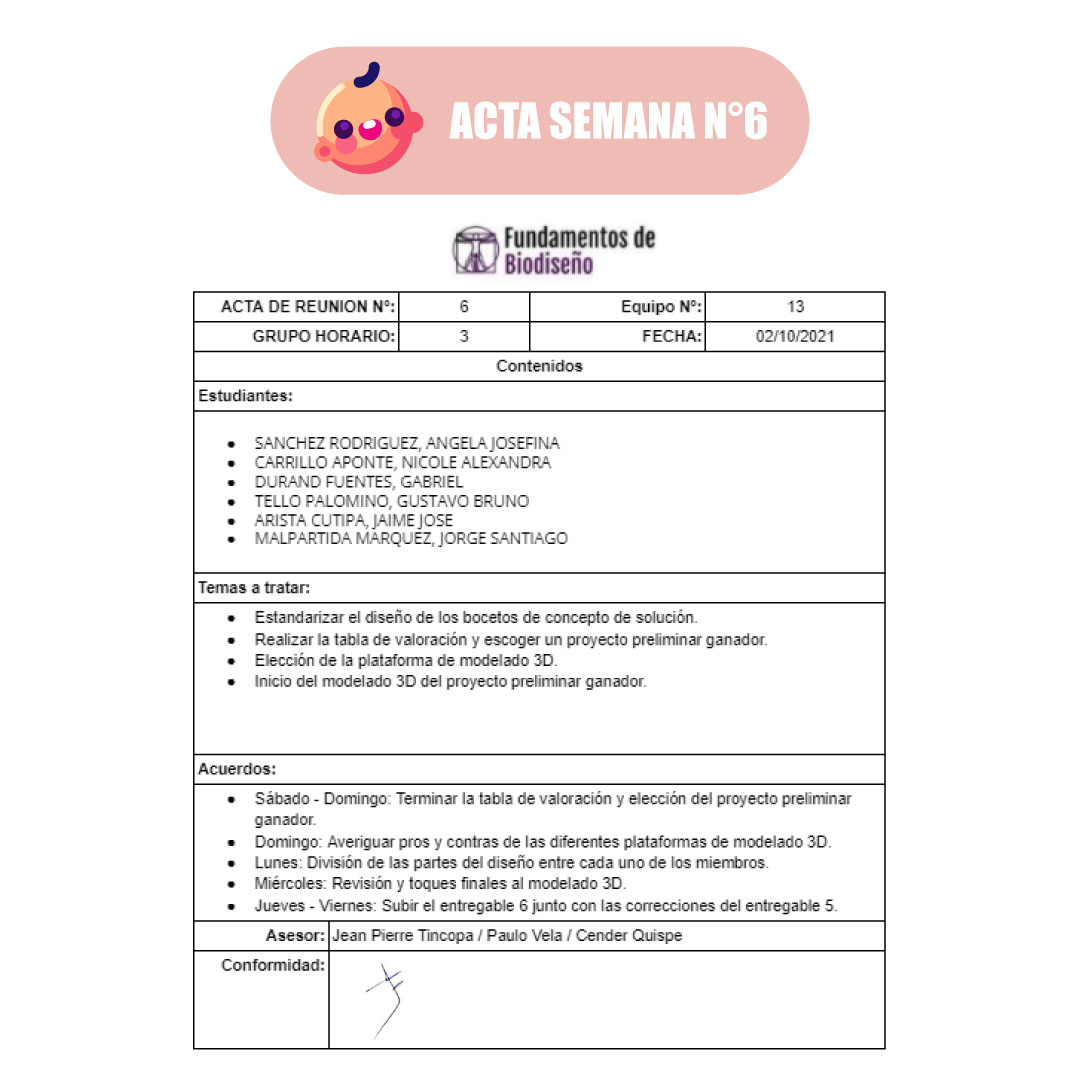 ACTA SEMANA N°6
Fundamentos de
Biodiseño
ACTA DE REUNION Nº: 6 Equipo Nº: 13
GRUPO HORARIO: 3 FECHA: 02/10/2021
Contenidos
Estudiantes:
● SANCHEZ RODRIGUEZ, ANGELA JOSEFINA
● CARRILLO APONTE, NICOLE ALEXANDRA
● DURAND FUENTES, GABRIEL
● TELLO PALOMINO, GUSTAVO BRUNO
● ARISTA CUTIPA, JAIME JOSE
● MALPARTIDA MARQUEZ, JORGE SANTIAGO
Temas a tratar:
● Estandarizar el diseño de los bocetos de concepto de solución.
● Realizar la tabla de valoración y escoger un proyecto preliminar ganador.
● Elección de la plataforma de modelado 3D.
● Inicio del modelado 3D del proyecto preliminar ganador.
Acuerdos:
● Sábado - Domingo: Terminar la tabla de valoración y elección del proyecto preliminar
ganador.
● Domingo: Averiguar pros y contras de las diferentes plataformas de modelado 3D.
● Lunes: División de las partes del diseño entre cada uno de los miembros.
● Miércoles: Revisión y toques finales al modelado 3D.
● Jueves - Viernes: Subir el entregable 6 junto con las correcciones del entregable 5.
Asesor: Jean Pierre Tincopa / Paulo Vela / Cender Quispe
Conformidad: